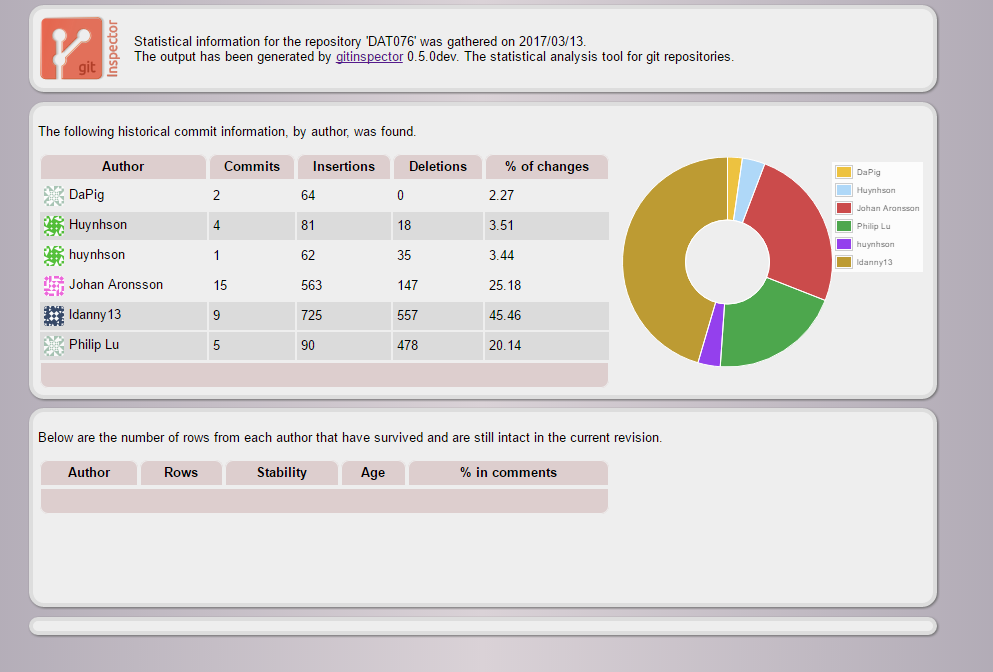 git
Inspector
Statistical information for the repository 'DAT076' was gathered on 2017/03/13.
The output has been generated by gitinspector 0.5.0dev. The statistical analysis tool for git repositories.
The following historical commit information, by author, was found.
Author Commits Insertions Deletions % of changes
DaPig 2 64 0 2.27
Huynhson 4 81 18 3.51
huynhson 1 62 35 3.44
Johan Aronsson 15 563 147 25.18
ldanny13 9 725 557 45.46
Philip Lu 5 90 478 20.14
DaPig
Huynhson
Johan Aronsson
Philip Lu
huynhson
ldanny13
Below are the number of rows from each author that have survived and are still intact in the current revision.
Author Rows Stability Age % in comments